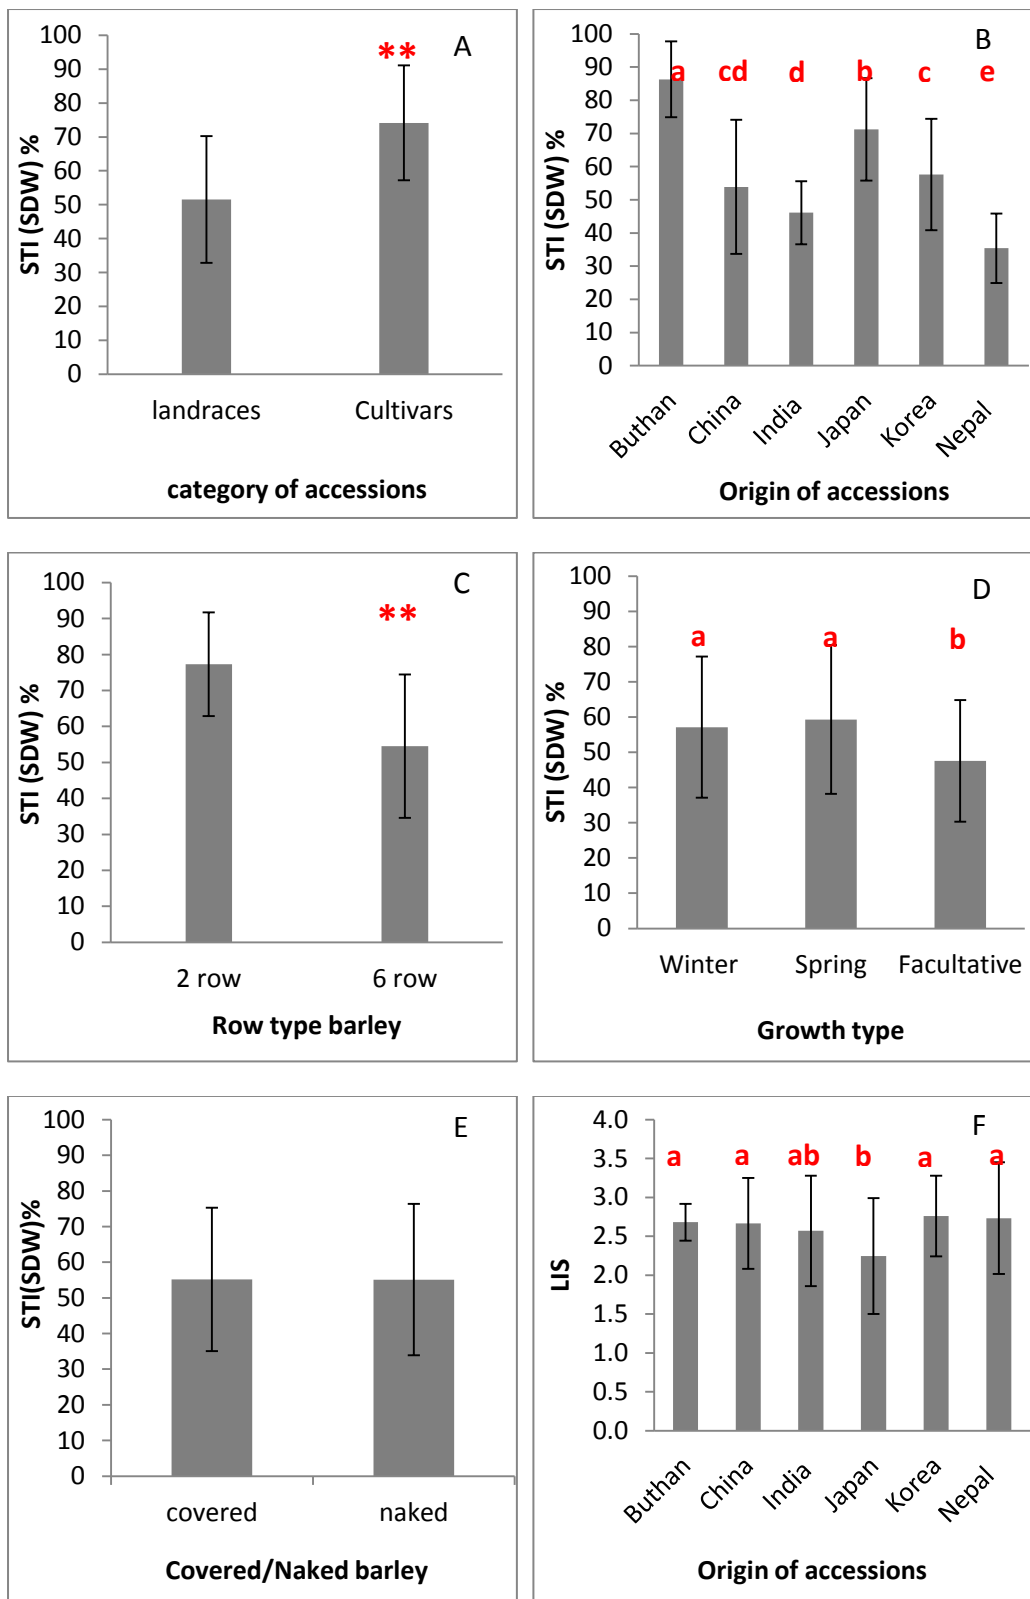 A
**
100
90
80
70
60
50
40
30
20
10
0
STI (SDW) %
landraces Cultivars
category of accessions
B
a cd d b c e
100
90
80
70
60
50
40
30
20
10
0
STI (SDW) %
Buthan China India Japan Korea Nepal
Origin of accessions
C
**
100
90
80
70
60
50
40
30
20
10
0
STI (SDW) %
2 row 6 row
Row type barley
D
a a b
100
90
80
70
60
50
40
30
20
10
0
STI (SDW) %
Winter Spring Facultative
Growth type
E
100
90
80
70
60
50
40
30
20
10
0
STI(SDW)%
covered naked
Covered/Naked barley
F
a a ab b a a
4.0
3.5
3.0
2.5
2.0
1.5
1.0
0.5
0.0
LIS
Buthan China India Japan Korea Nepal
Origin of accessions